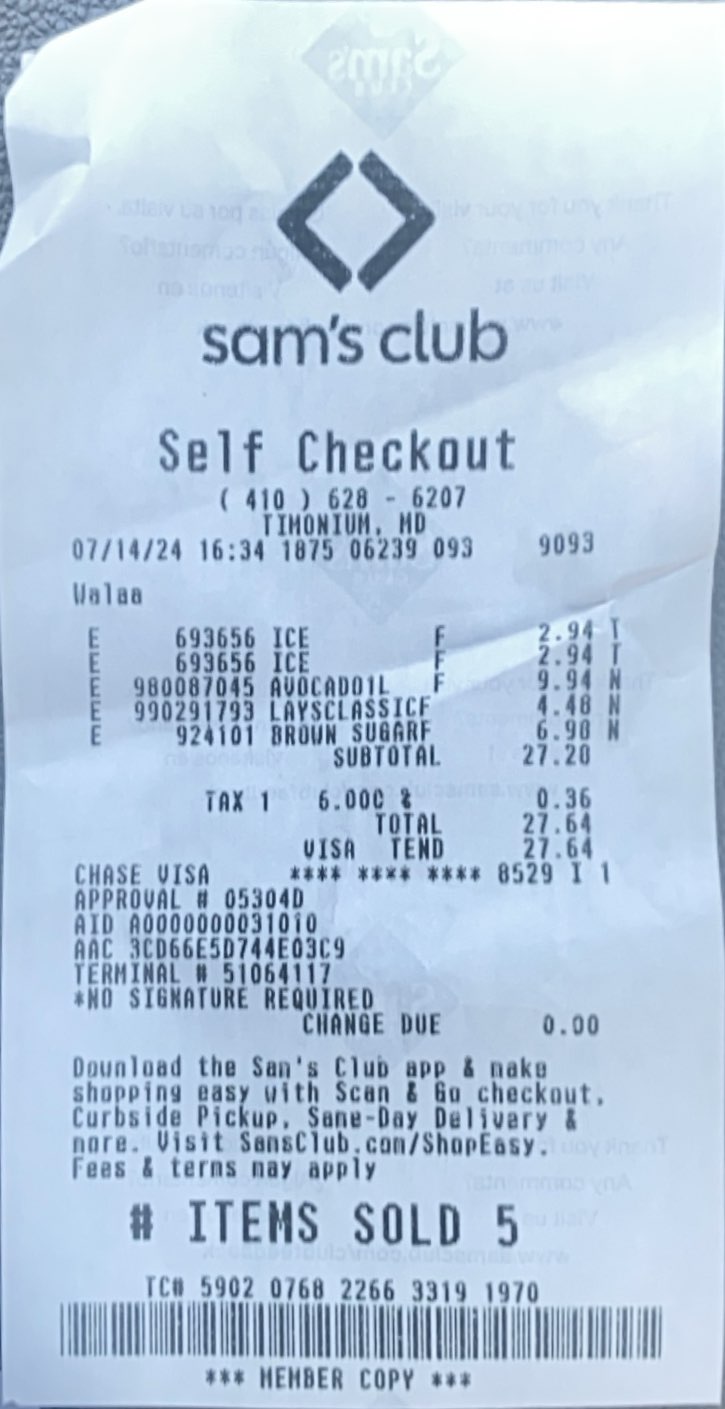 sam's club
Self Checkout
( 410 ) 628 - 6207
TIMONIUM, MD
07/14/24 16:34 1875 06239 093 9093
Walaa
E 693656 ICE F 2.94 T
E 693656 ICE F 2.94 T
E 980087045 AVOCADO1L F 9.94 N
E 990291793 LAYSCLASSICF 4.48 N
E 924101 BROWN SUGARF 6.98 N
SUBTOTAL 27.28
TAX 1 6.000 % 0.36
TOTAL 27.64
VISA TEND 27.64
CHASE VISA **** **** **** 8529 I 1
APPROVAL # 05304D
AID A0000000031010
AAC 3CD66E5D744E03C9
TERMINAL # 51064117
*NO SIGNATURE REQUIRED
CHANGE DUE 0.00
Download the Sam's Club app & make
shopping easy with Scan & Go checkout,
Curbside Pickup, Same-Day Delivery &
more. Visit SamsClub.com/ShopEasy.
Fees & terms may apply
# ITEMS SOLD 5
TC# 5902 0768 2266 3319 1970
*** MEMBER COPY ***